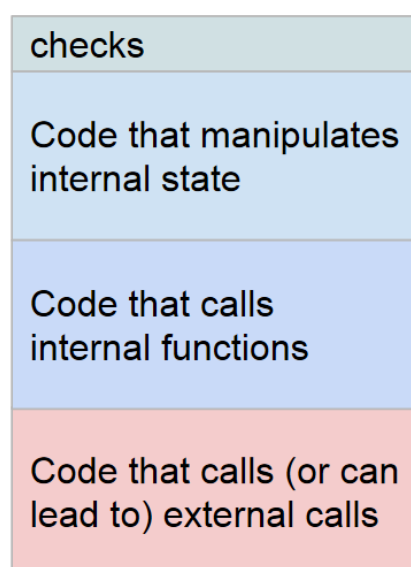 checks
Code that manipulates
internal state
Code that calls
internal functions
Code that calls (or can
lead to) external calls